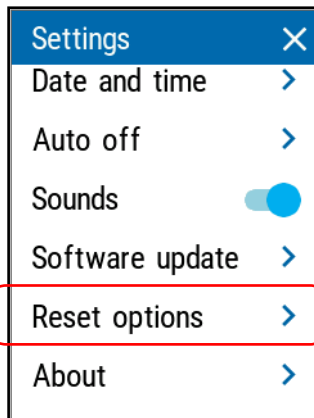 Settings
Date and time
Auto off
Sounds
Software update
Reset options
About